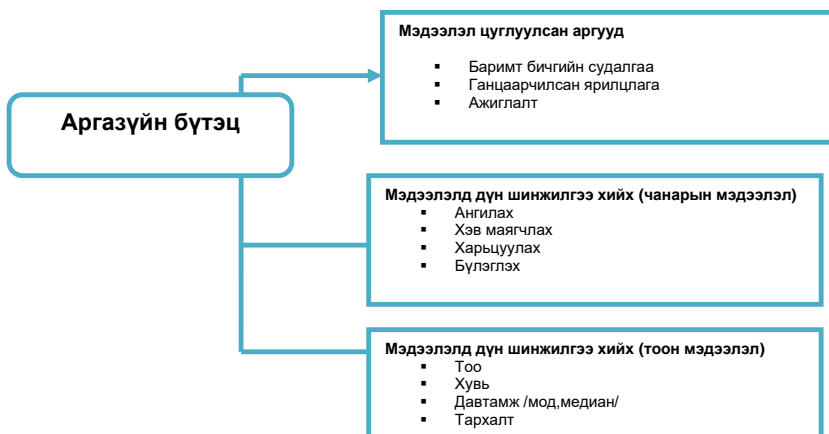 Мэдээлэл цуглуулсан аргууд
▪ Баримт бичгийн судалгаа
▪ Ганцаарчилсан ярилцлага
▪ Ажиглалт
Аргазүйн бүтэц
Мэдээлэлд дүн шинжилгээ хийх (чанарын мэдээлэл)
▪ Ангилах
▪ Хэв маягчлах
▪ Харьцуулах
▪ Бүлэглэх
Мэдээлэлд дүн шинжилгээ хийх (тоон мэдээлэл)
▪ Тоо
▪ Хувь
▪ Давтамж /мод,медиан/
▪ Тархалт